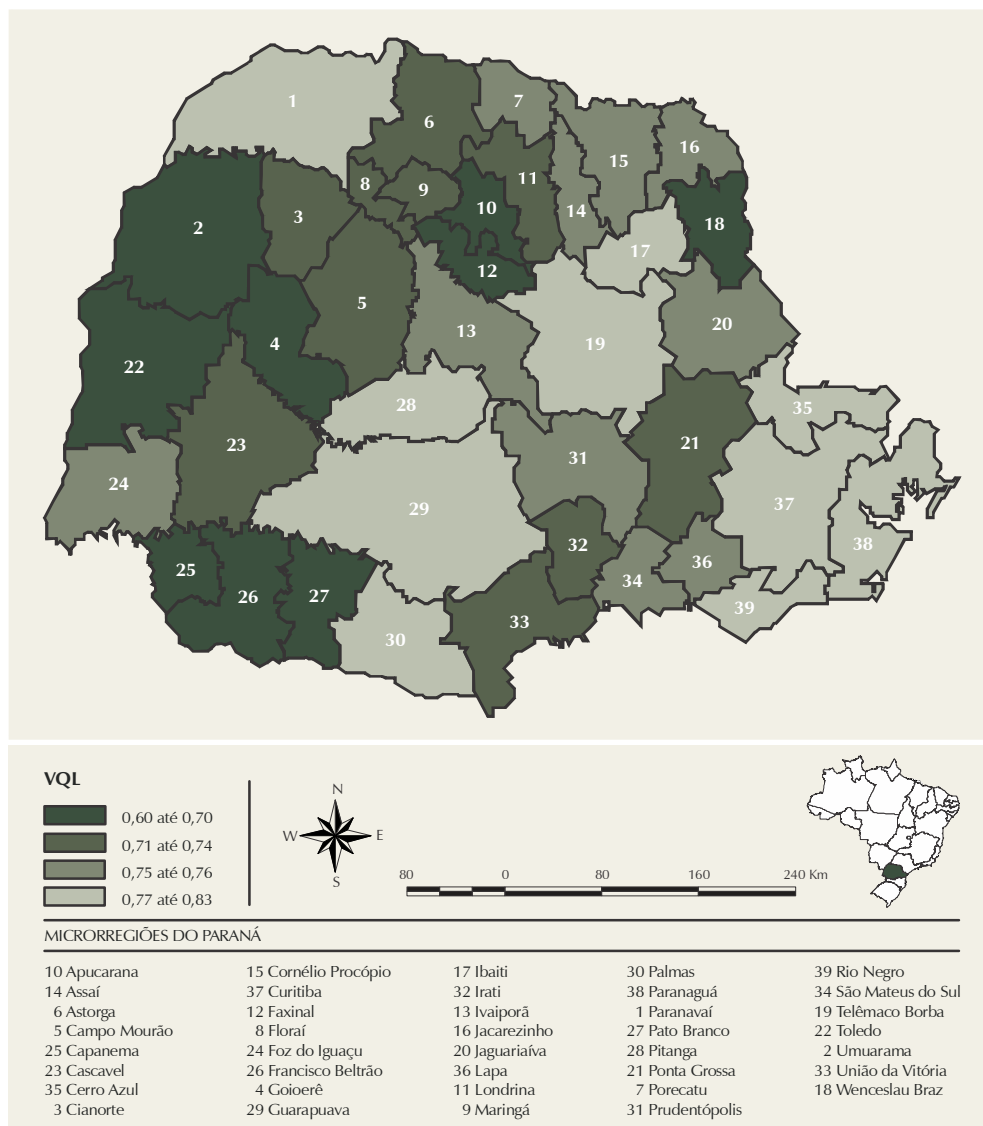 1
6
7
16
15
11
8
9
10
14
3
2
18
17
12
5
13
20
4
19
22
28
35
23
21
31
24
29
37
32
38
36
25
34
26
27
39
33
30
VQL
0,60 até 0,70
0,71 até 0,74
0,75 até 0,76
0,77 até 0,83
N
W E
S
80 0 80 160 240 Km
MICRORREGIÕES DO PARANÁ
10 Apucarana
14 Assaí
6 Astorga
5 Campo Mourão
25 Capanema
23 Cascavel
35 Cerro Azul
3 Cianorte
15 Cornélio Procópio
37 Curitiba
12 Faxinal
8 Floraí
24 Foz do Iguaçu
26 Francisco Beltrão
4 Goioerê
29 Guarapuava
17 Ibaiti
32 Irati
13 Ivaiporã
16 Jacarezinho
20 Jaguariaíva
36 Lapa
11 Londrina
9 Maringá
30 Palmas
38 Paranaguá
1 Paranavaí
27 Pato Branco
28 Pitanga
21 Ponta Grossa
7 Porecatu
31 Prudentópolis
39 Rio Negro
34 São Mateus do Sul
19 Telêmaco Borba
22 Toledo
2 Umuarama
33 União da Vitória
18 Wenceslau Braz